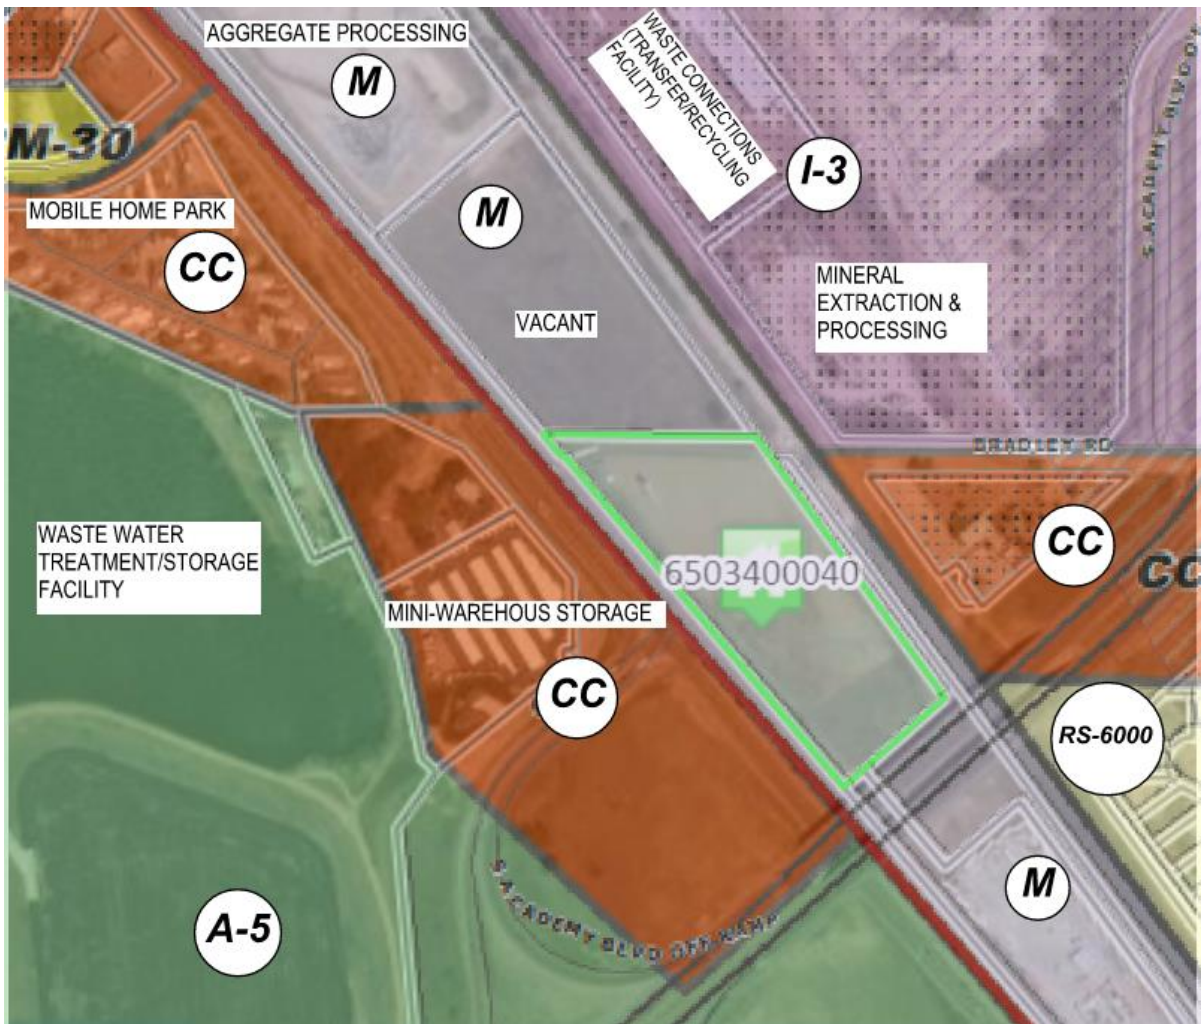 AGGREGATE PROCESSING
M
WASTE CONNECTIONS
(TRANSFER/RECYCLING
FACILITY)
I-3
S ACADEMY BLVD
M-30
MOBILE HOME PARK
CC
M
VACANT
MINERAL
EXTRACTION &
PROCESSING
BRADLEY RD
CC
CC
WASTE WATER
TREATMENT/STORAGE
FACILITY
6503400040
MINI-WAREHOUS STORAGE
CC
RS-6000
M
A-5
S ACADEMY BLVD OFF RAMP